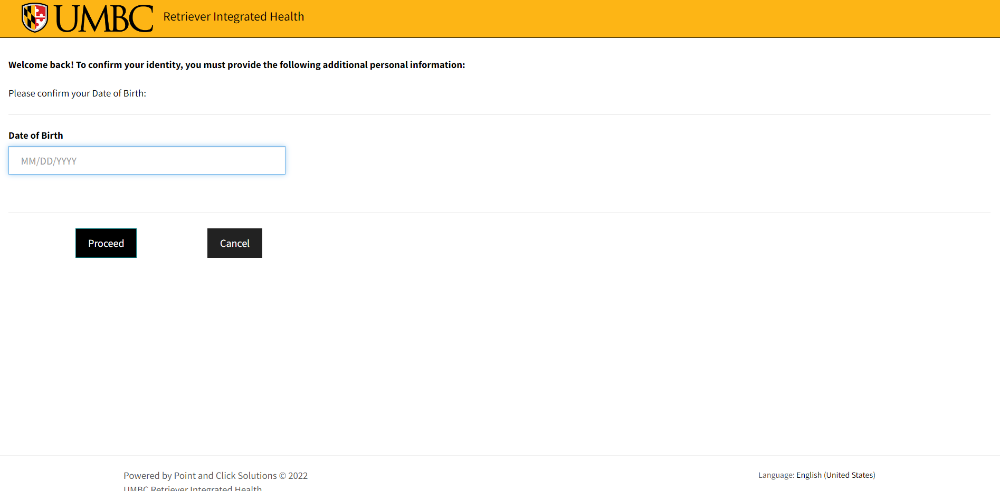 UMBC Retriever Integrated Health
Welcome back! To confirm your identity, you must provide the following additional personal information:
Please confirm your Date of Birth:
Date of Birth
MM/DD/YYYY
Proceed Cancel
Powered by Point and Click Solutions © 2022
Language: English (United States)
UMBC Retriever Integrated Health